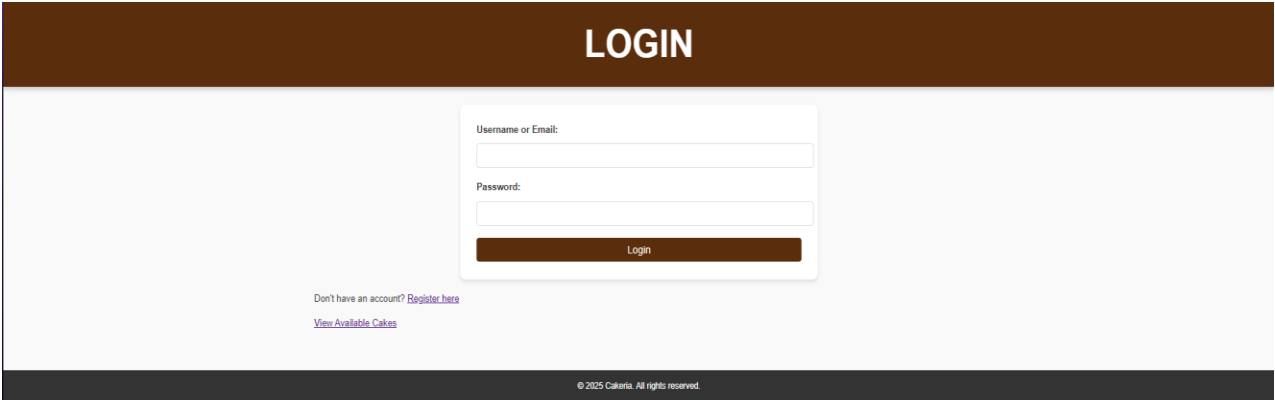 LOGIN
Username or Email:
Password:
Login
Don't have an account? Register here
View Available Cakes
© 2025 Cakeria. All rights reserved.